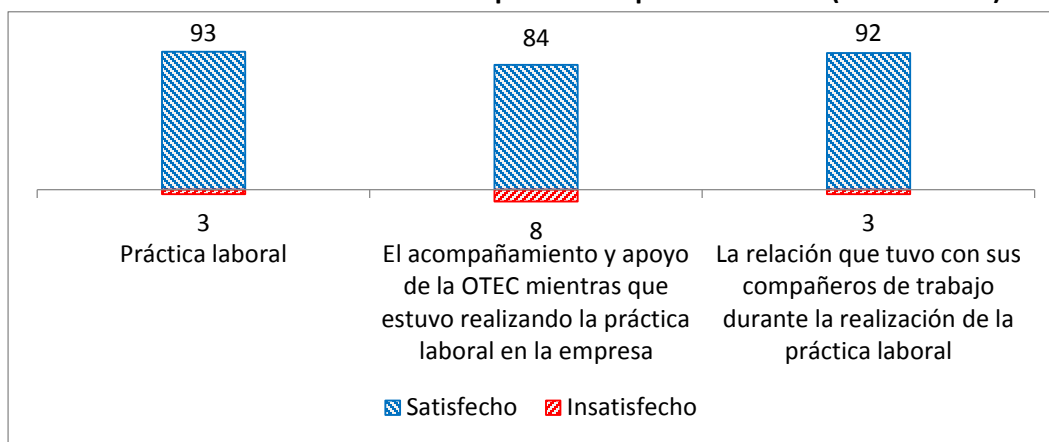 93
84
92
3
8
3
Práctica laboral
El acompañamiento y apoyo
de la OTEC mientras que
estuvo realizando la práctica
laboral en la empresa
La relación que tuvo con sus
compañeros de trabajo
durante la realización de la
práctica laboral
Satisfecho Insatisfecho